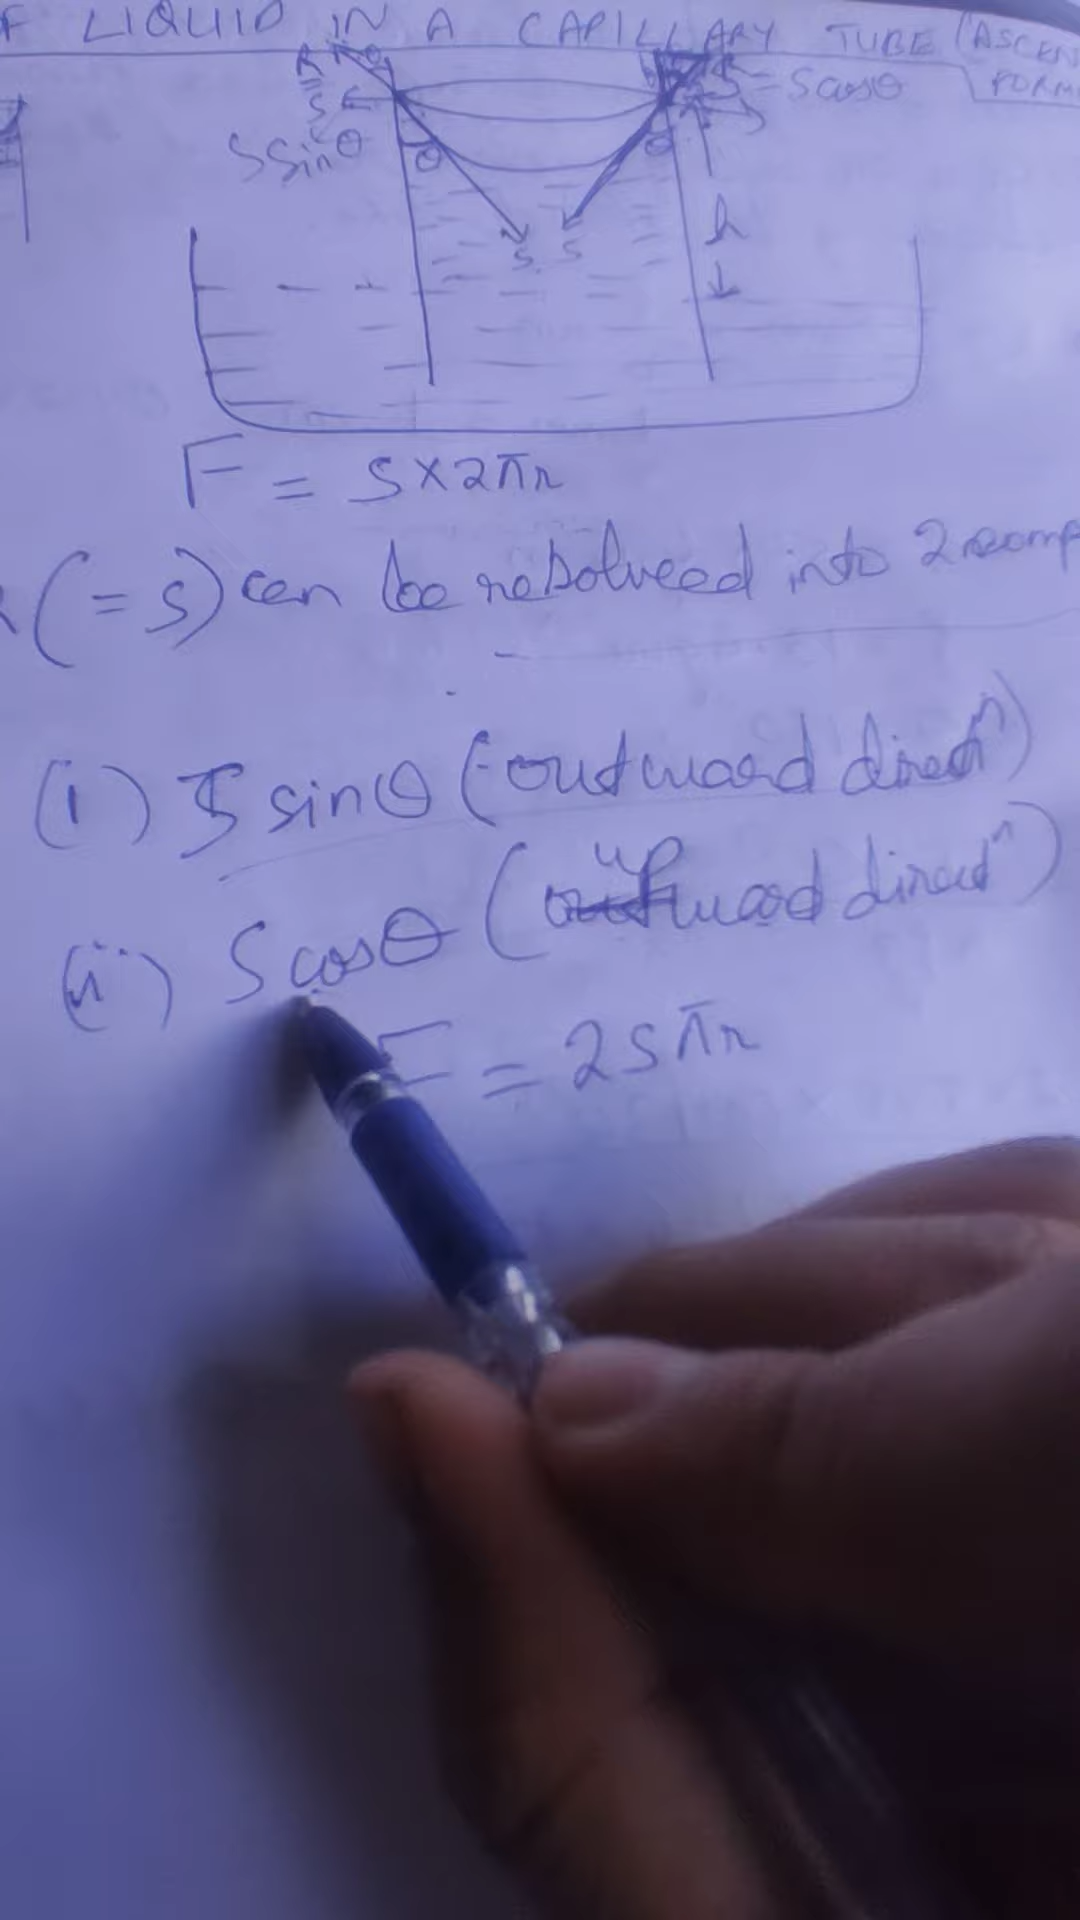 F LIQUID IN A CAPILLARY TUBE (ASCEN
FORM
R
θ
S
S cosθ
S sinθ
θ
θ
h
S
S
F = S×2πr
(=S) can be resolveed into 2 comp
(i) S sinθ (outward direcⁿ)
(ii) S cosθ (upward direcⁿ)
F = 2Sπr